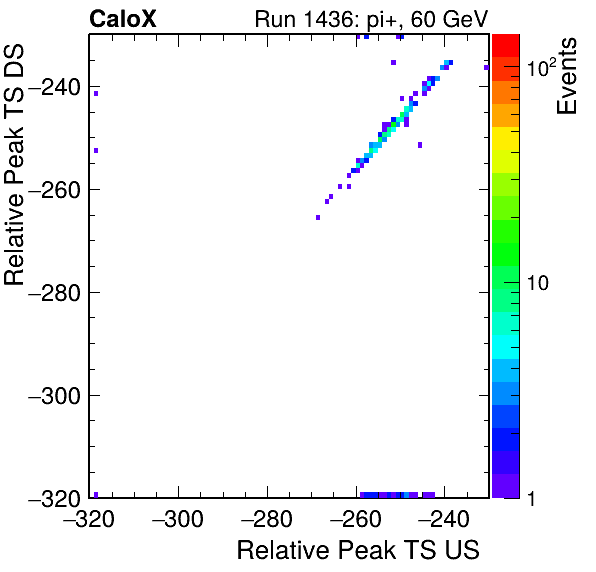 CaloX Run 1436: pi+, 60 GeV
Relative Peak TS DS
−240
−260
−280
−300
−320
−320 −300 −280 −260 −240
Relative Peak TS US
Events
10²
10
1